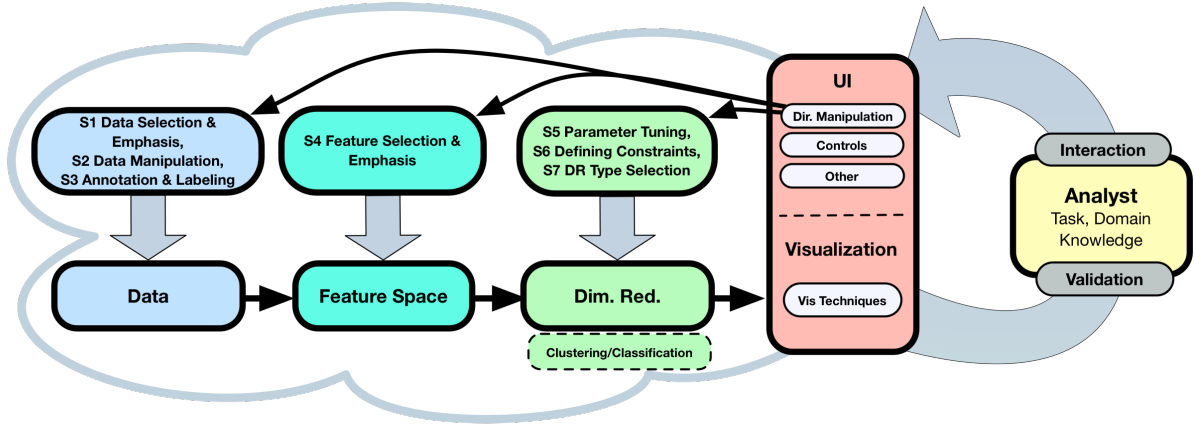 S1 Data Selection &
Emphasis,
S2 Data Manipulation,
S3 Annotation & Labeling
S4 Feature Selection &
Emphasis
S5 Parameter Tuning,
S6 Defining Constraints,
S7 DR Type Selection
Data
Feature Space
Dim. Red.
Clustering/Classification
UI
Dir. Manipulation
Controls
Other
Visualization
Vis Techniques
Interaction
Analyst
Task, Domain
Knowledge
Validation